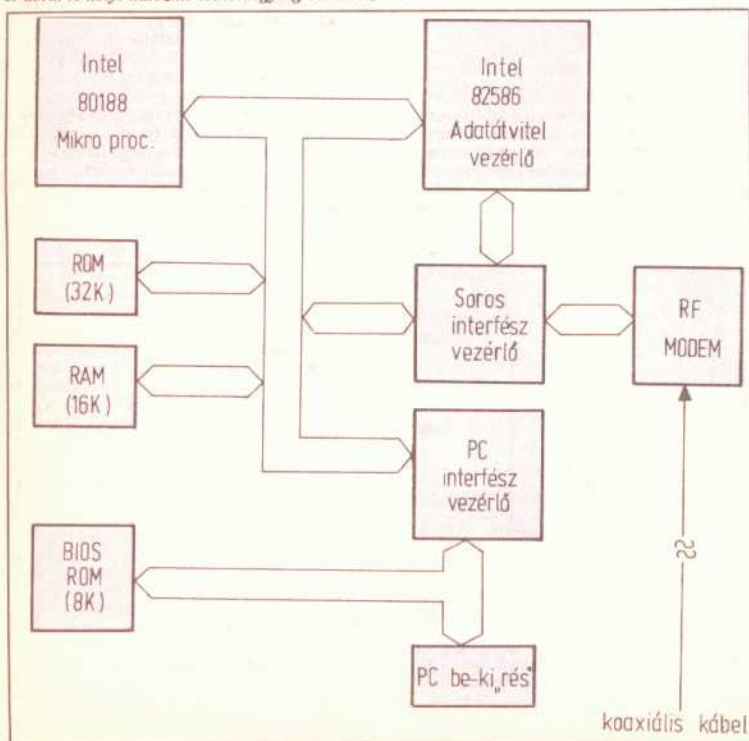 Intel
80188
Mikro proc.
Intel
82586
Adatátvitel
vezérlő
ROM
(32K)
RAM
(16K)
Soros
interfész
vezérlő
RF
MODEM
PC
interfész
vezérlő
BIOS
ROM
(8K)
PC be-ki „rés”
koaxiális kábel